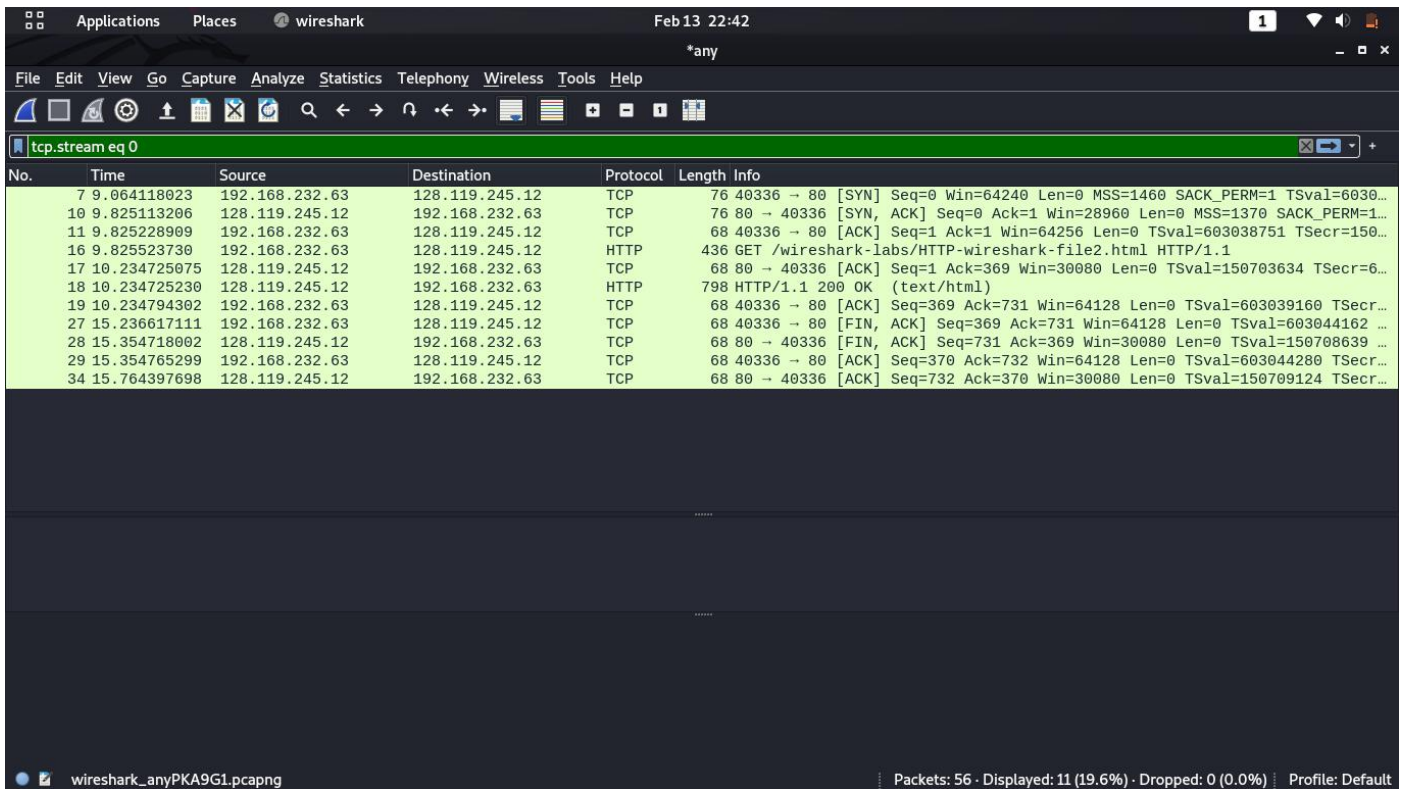 Applications Places wireshark Feb 13 22:42 1
*any
File Edit View Go Capture Analyze Statistics Telephony Wireless Tools Help
tcp.stream eq 0
No. Time Source Destination Protocol Length Info
7 9.064118023 192.168.232.63 128.119.245.12 TCP 76 40336 → 80 [SYN] Seq=0 Win=64240 Len=0 MSS=1460 SACK_PERM=1 TSval=6030…
10 9.825113206 128.119.245.12 192.168.232.63 TCP 76 80 → 40336 [SYN, ACK] Seq=0 Ack=1 Win=28960 Len=0 MSS=1370 SACK_PERM=1…
11 9.825228909 192.168.232.63 128.119.245.12 TCP 68 40336 → 80 [ACK] Seq=1 Ack=1 Win=64256 Len=0 TSval=603038751 TSecr=150…
16 9.825523730 192.168.232.63 128.119.245.12 HTTP 436 GET /wireshark-labs/HTTP-wireshark-file2.html HTTP/1.1
17 10.234725075 128.119.245.12 192.168.232.63 TCP 68 80 → 40336 [ACK] Seq=1 Ack=369 Win=30080 Len=0 TSval=150703634 TSecr=6…
18 10.234725230 128.119.245.12 192.168.232.63 HTTP 798 HTTP/1.1 200 OK (text/html)
19 10.234794302 192.168.232.63 128.119.245.12 TCP 68 40336 → 80 [ACK] Seq=369 Ack=731 Win=64128 Len=0 TSval=603039160 TSecr…
27 15.236617111 192.168.232.63 128.119.245.12 TCP 68 40336 → 80 [FIN, ACK] Seq=369 Ack=731 Win=64128 Len=0 TSval=603044162 …
28 15.354718002 128.119.245.12 192.168.232.63 TCP 68 80 → 40336 [FIN, ACK] Seq=731 Ack=369 Win=30080 Len=0 TSval=150708639 …
29 15.354765299 192.168.232.63 128.119.245.12 TCP 68 40336 → 80 [ACK] Seq=370 Ack=732 Win=64128 Len=0 TSval=603044280 TSecr…
34 15.764397698 128.119.245.12 192.168.232.63 TCP 68 80 → 40336 [ACK] Seq=732 Ack=370 Win=30080 Len=0 TSval=150709124 TSecr…
wireshark_anyPKA9G1.pcapng Packets: 56 · Displayed: 11 (19.6%) · Dropped: 0 (0.0%) Profile: Default